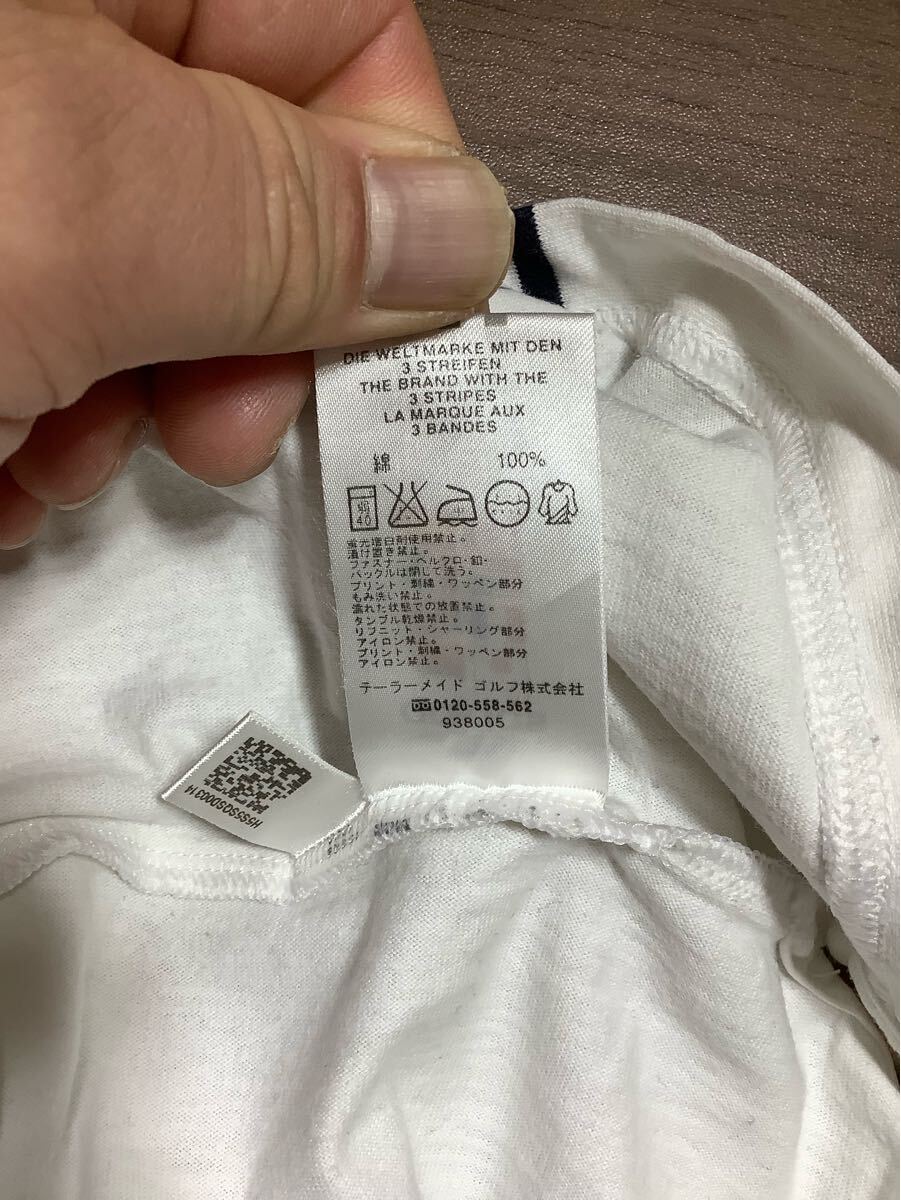 DIE WELTMARKE MIT DEN
3 STREIFEN
THE BRAND WITH THE
3 STRIPES
LA MARQUE AUX
3 BANDES
綿 100%
40
蛍光増白剤使用禁止。
漬け置き禁止。
ファスナー・ベルクロ・釦・
バックルは閉じて洗う。
プリント・刺繍・ワッペン部分
もみ洗い禁止。
濡れた状態での放置禁止。
タンブル乾燥禁止。
リブニット・シャーリング部分
アイロン禁止。
プリント・刺繍・ワッペン部分
アイロン禁止。
テーラーメイド ゴルフ株式会社
0120-558-562
938005
H5S5SQSD00314